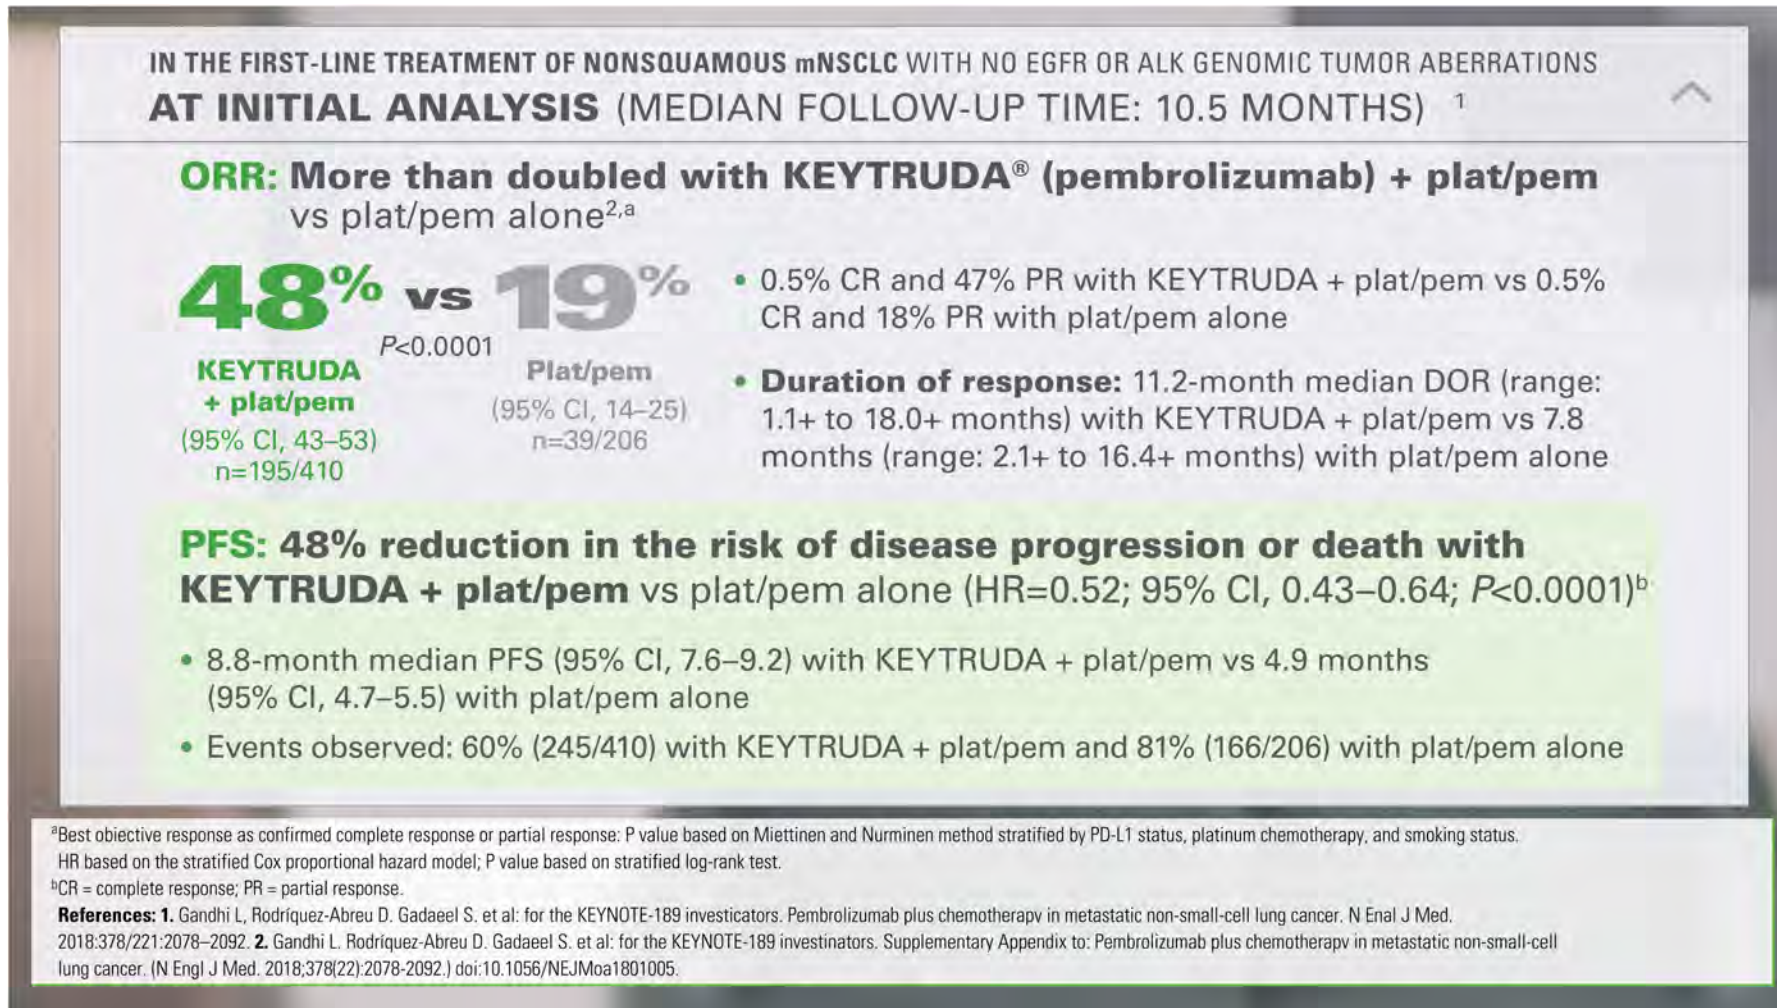 IN THE FIRST-LINE TREATMENT OF NONSQUAMOUS mNSCLC WITH NO EGFR OR ALK GENOMIC TUMOR ABERRATIONS
AT INITIAL ANALYSIS (MEDIAN FOLLOW-UP TIME: 10.5 MONTHS) 1
ORR: More than doubled with KEYTRUDA® (pembrolizumab) + plat/pem
vs plat/pem alone2,a
48% vs 19%
P<0.0001
KEYTRUDA
+ plat/pem
(95% CI, 43–53)
n=195/410
Plat/pem
(95% CI, 14–25)
n=39/206
• 0.5% CR and 47% PR with KEYTRUDA + plat/pem vs 0.5%
CR and 18% PR with plat/pem alone
• Duration of response: 11.2-month median DOR (range:
1.1+ to 18.0+ months) with KEYTRUDA + plat/pem vs 7.8
months (range: 2.1+ to 16.4+ months) with plat/pem alone
PFS: 48% reduction in the risk of disease progression or death with
KEYTRUDA + plat/pem vs plat/pem alone (HR=0.52; 95% CI, 0.43–0.64; P<0.0001)b
• 8.8-month median PFS (95% CI, 7.6–9.2) with KEYTRUDA + plat/pem vs 4.9 months
(95% CI, 4.7–5.5) with plat/pem alone
• Events observed: 60% (245/410) with KEYTRUDA + plat/pem and 81% (166/206) with plat/pem alone
aBest obiective response as confirmed complete response or partial response: P value based on Miettinen and Nurminen method stratified by PD-L1 status, platinum chemotherapy, and smoking status.
HR based on the stratified Cox proportional hazard model; P value based on stratified log-rank test.
bCR = complete response; PR = partial response.
References: 1. Gandhi L, Rodríquez-Abreu D. Gadaeel S. et al: for the KEYNOTE-189 investicators. Pembrolizumab plus chemotherapv in metastatic non-small-cell lung cancer. N Enal J Med.
2018:378/221:2078–2092. 2. Gandhi L. Rodríquez-Abreu D. Gadaeel S. et al: for the KEYNOTE-189 investinators. Supplementary Appendix to: Pembrolizumab plus chemotherapv in metastatic non-small-cell
lung cancer. (N Engl J Med. 2018;378(22):2078-2092.) doi:10.1056/NEJMoa1801005.